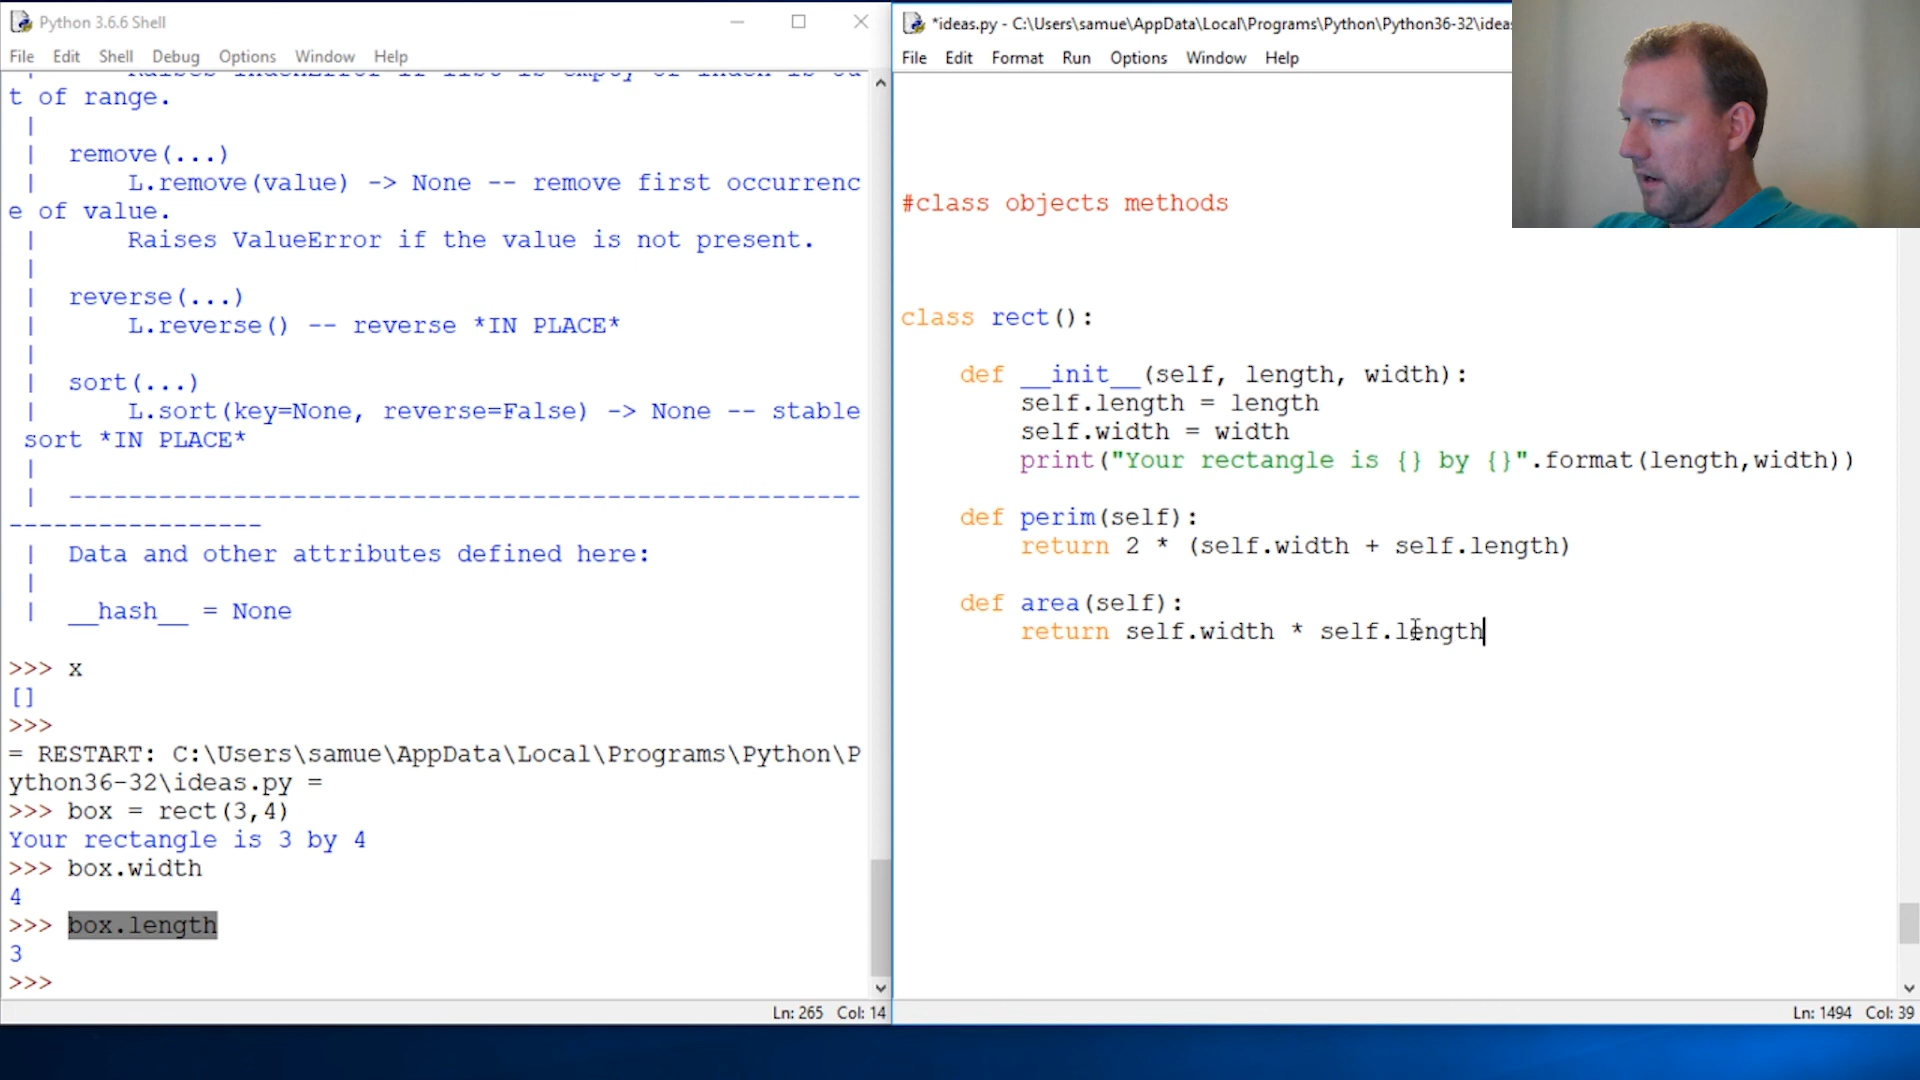 Python 3.6.6 Shell
File Edit Shell Debug Options Window Help
t of range.
|
| remove(...)
| L.remove(value) -> None -- remove first occurrenc
e of value.
| Raises ValueError if the value is not present.
|
| reverse(...)
| L.reverse() -- reverse *IN PLACE*
|
| sort(...)
| L.sort(key=None, reverse=False) -> None -- stable
sort *IN PLACE*
|
| -----------------------------------------------------
-----------------
| Data and other attributes defined here:
|
| __hash__ = None
>>> x
[]
>>>
= RESTART: C:\Users\samue\AppData\Local\Programs\Python\P
ython36-32\ideas.py =
>>> box = rect(3,4)
Your rectangle is 3 by 4
>>> box.width
4
>>> box.length
3
>>>
Ln: 265 Col: 14
*ideas.py - C:\Users\samue\AppData\Local\Programs\Python\Python36-32\ideas
File Edit Format Run Options Window Help
#class objects methods
class rect():
def __init__(self, length, width):
self.length = length
self.width = width
print("Your rectangle is {} by {}".format(length,width))
def perim(self):
return 2 * (self.width + self.length)
def area(self):
return self.width * self.length
Ln: 1494 Col: 39